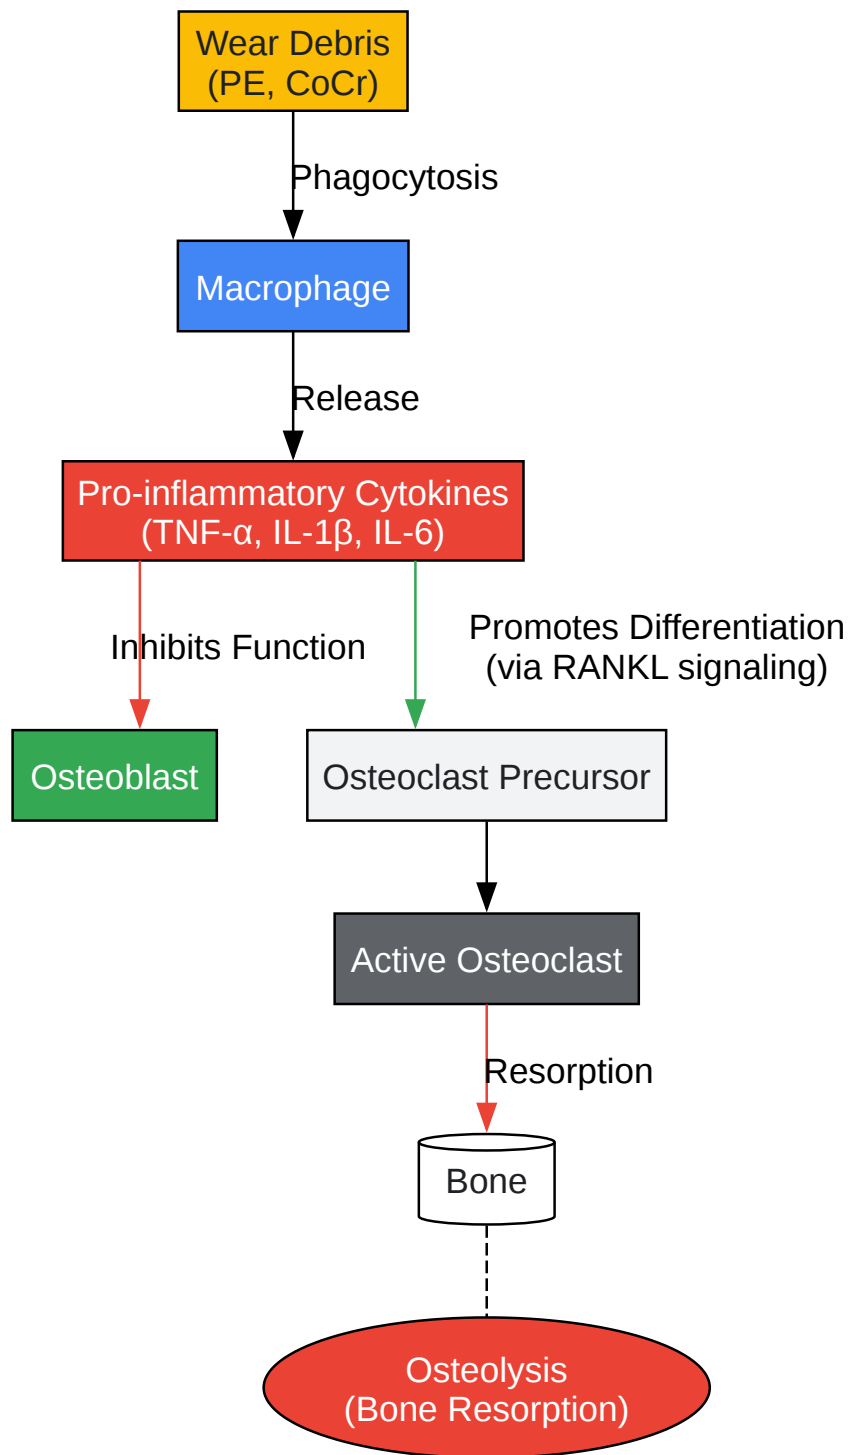 Wear Debris
(PE, CoCr)
Phagocytosis
Macrophage
Release
Pro-inflammatory Cytokines
(TNF-α, IL-1β, IL-6)
Inhibits Function
Promotes Differentiation
(via RANKL signaling)
Osteoblast
Osteoclast Precursor
Active Osteoclast
Resorption
Bone
Osteolysis
(Bone Resorption)